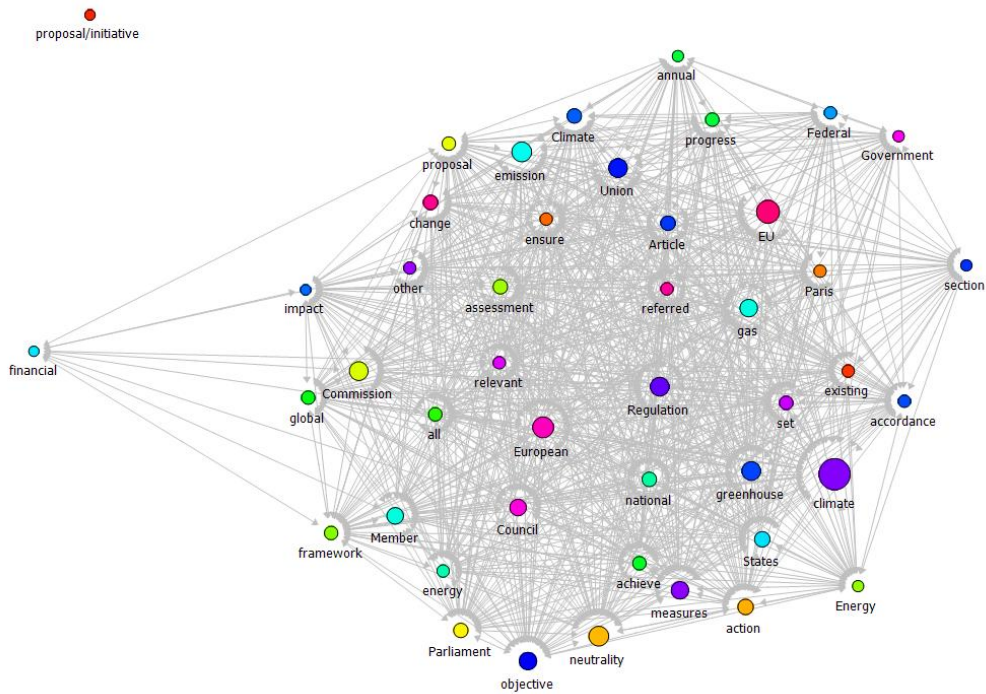 proposal/initiative
annual
Climate
progress
Federal
Government
proposal
emission
Union
change
ensure
Article
EU
other
Paris
section
impact
assessment
referred
gas
financial
Commission
relevant
existing
global
all
European
Regulation
set
accordance
national
greenhouse
climate
framework
Member
Council
States
energy
achieve
measures
action
Energy
Parliament
objective
neutrality